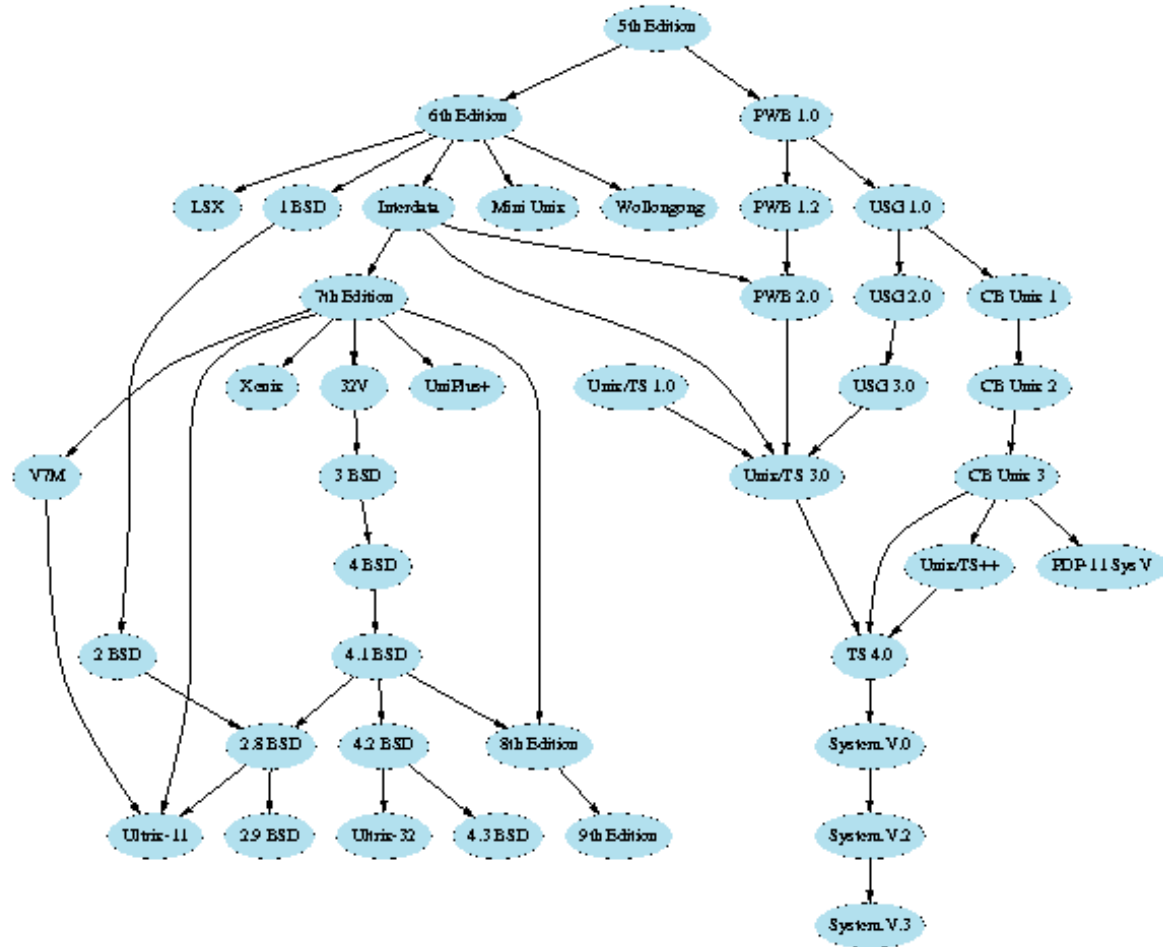 5th Edition
6th Edition
PWB 1.0
LSX
1 BSD
Interdata
Mini Unix
Wollongong
PWB 1.2
USG 1.0
7th Edition
PWB 2.0
USG 2.0
CB Unix 1
Xenix
32V
UniPlus+
Unix/TS 1.0
USG 3.0
CB Unix 2
V7M
3 BSD
Unix/TS 3.0
CB Unix 3
4 BSD
Unix/TS++
PDP-11 Sys V
2 BSD
4.1 BSD
TS 4.0
2.8 BSD
4.2 BSD
8th Edition
System V.0
Ultrix-11
2.9 BSD
Ultrix-32
4.3 BSD
9th Edition
System V.2
System V.3